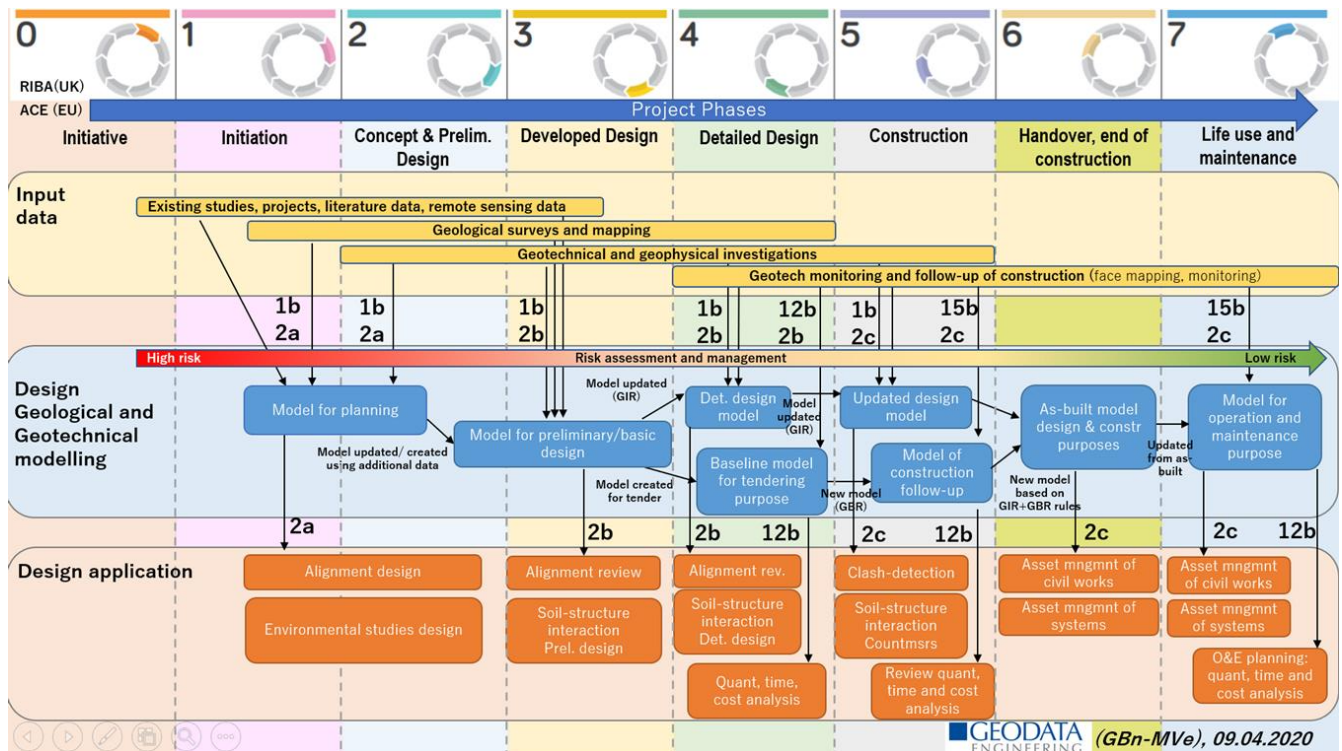 0
1
2
3
4
5
6
7
RIBA(UK)
ACE (EU)
Project Phases
Initiative
Initiation
Concept & Prelim.
Design
Developed Design
Detailed Design
Construction
Handover, end of
construction
Life use and
maintenance
Input
data
Existing studies, projects, literature data, remote sensing data
Geological surveys and mapping
Geotechnical and geophysical investigations
Geotech monitoring and follow-up of construction (face mapping, monitoring)
1b
2a
1b
2a
1b
2b
1b
2b
12b
2b
1b
2c
15b
2c
15b
2c
High risk
Risk assessment and management
Low risk
Design
Geological and
Geotechnical
modelling
Model for planning
Model updated/ created
using additional data
Model for preliminary/basic
design
Model updated
(GIR)
Model created
for tender
Det. design
model
Model
updated
(GIR)
Baseline model
for tendering
purpose
New model
(GBR)
Updated design
model
Model of
construction
follow-up
As-built model
design & constr
purposes
New model
based on
GIR+GBR rules
Updated
from as-
built
Model for
operation and
maintenance
purpose
2a
2b
2b
12b
2c
12b
2c
2c
12b
Design application
Alignment design
Environmental studies design
Alignment review
Soil-structure
interaction
Prel. design
Alignment rev.
Soil-structure
interaction
Det. design
Quant, time,
cost analysis
Clash-detection
Soil-structure
interaction
Countmsrs
Review quant,
time and cost
analysis
Asset mngmnt of
civil works
Asset mngmnt of
systems
Asset mngmnt
of civil works
Asset mngmnt
of systems
O&E planning:
quant, time and
cost analysis
GEODATA
ENGINEERING
(GBn-MVe), 09.04.2020